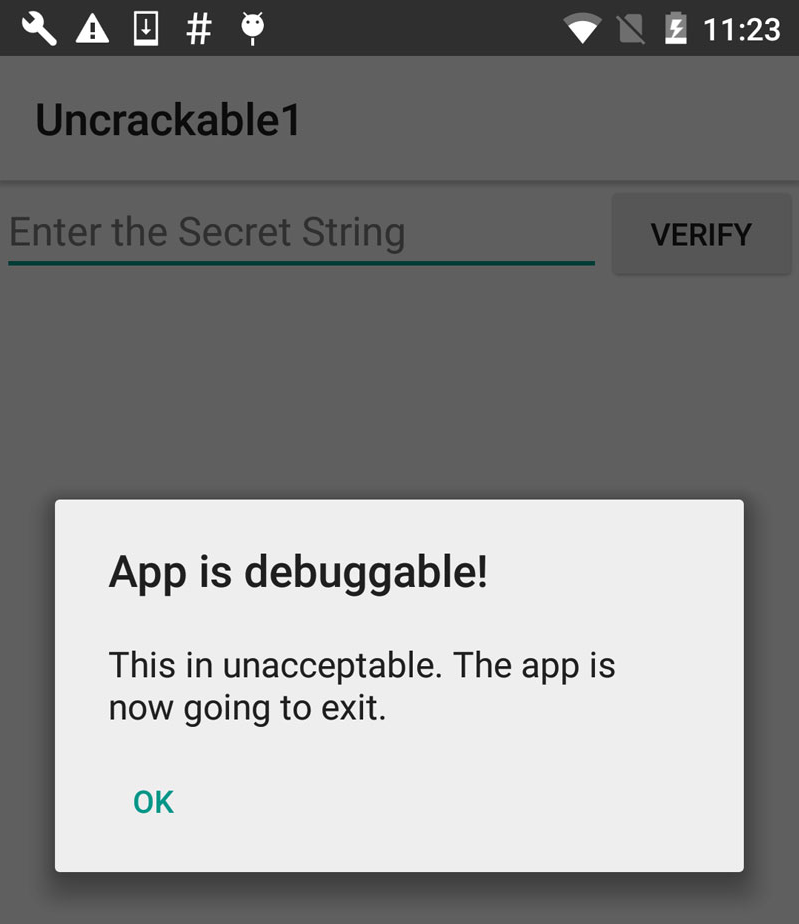 11:23
Uncrackable1
Enter the Secret String
VERIFY
App is debuggable!
This in unacceptable. The app is
now going to exit.
OK